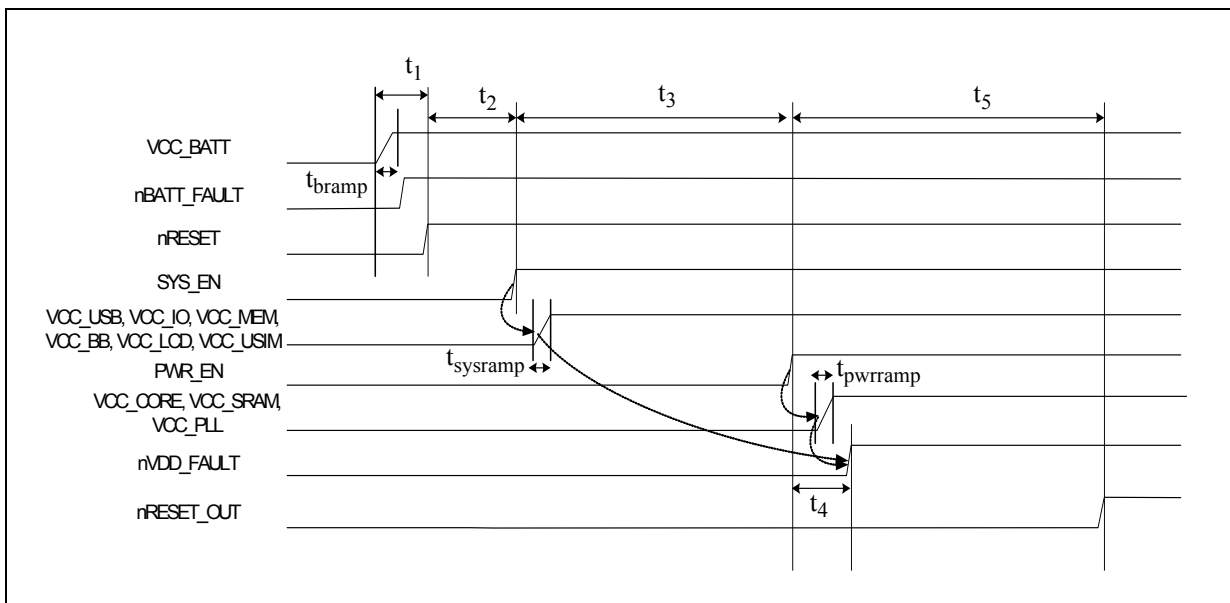 t1
t2
t3
t5
VCC_BATT
tbramp
nBATT_FAULT
nRESET
SYS_EN
VCC_USB, VCC_IO, VCC_MEM,
VCC_BB, VCC_LCD, VCC_USIM
tsysramp
PWR_EN
tpwrramp
VCC_CORE, VCC_SRAM,
VCC_PLL
nVDD_FAULT
t4
nRESET_OUT